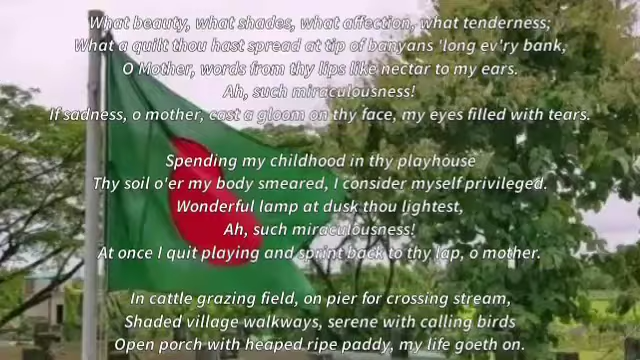 What beauty, what shades, what affection, what tenderness;
What a quilt thou hast spread at tip of banyans 'long ev'ry bank,
O Mother, words from thy lips like nectar to my ears.
Ah, such miraculousness!
If sadness, o mother, cast a gloom on thy face, my eyes filled with tears.
Spending my childhood in thy playhouse
Thy soil o'er my body smeared, I consider myself privileged.
Wonderful lamp at dusk thou lightest,
Ah, such miraculousness!
At once I quit playing and sprint back to thy lap, o mother.
In cattle grazing field, on pier for crossing stream,
Shaded village walkways, serene with calling birds
Open porch with heaped ripe paddy, my life goeth on.